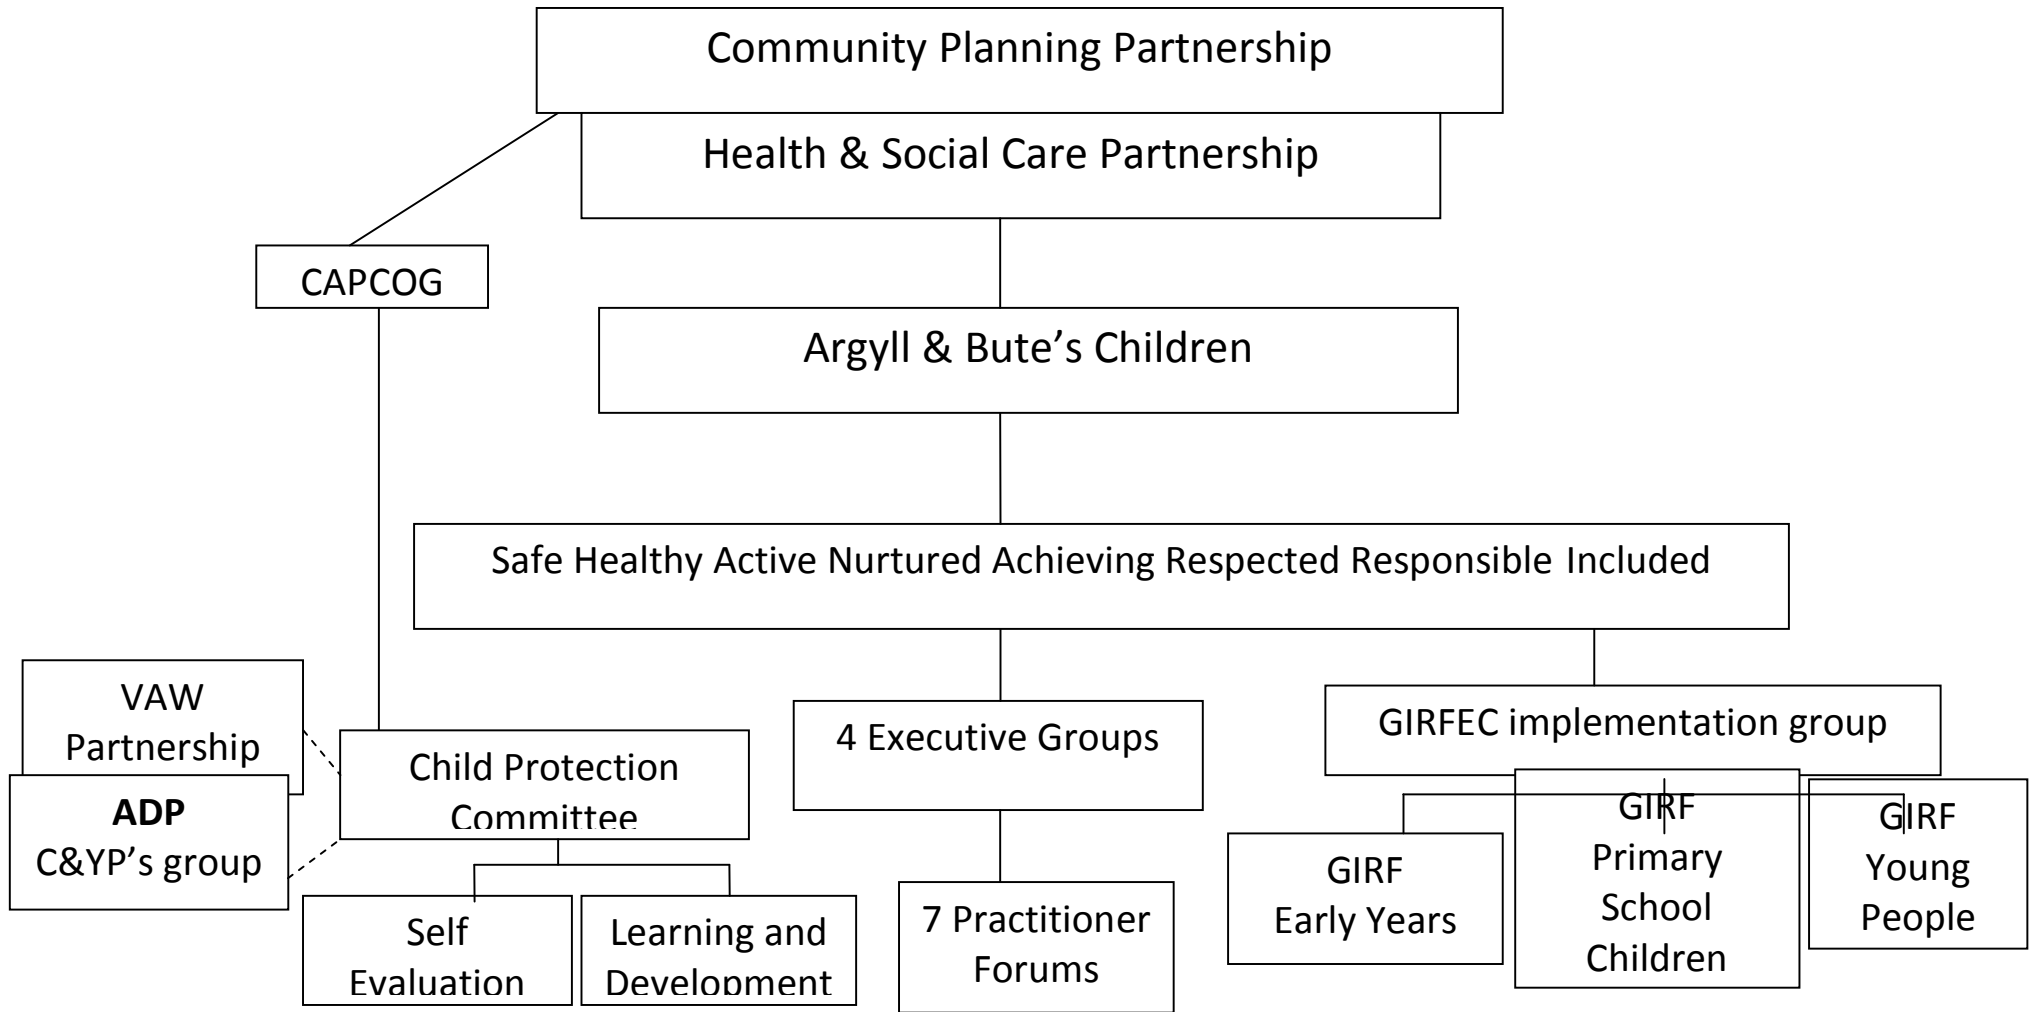 Community Planning Partnership
Health & Social Care Partnership
CAPCOG
Argyll & Bute’s Children
Safe Healthy Active Nurtured Achieving Respected Responsible Included
VAW
Partnership
ADP
C&YP’s group
Child Protection
Committee
Self
Evaluation
Learning and
Development
4 Executive Groups
7 Practitioner
Forums
GIRFEC implementation group
GIRF
Early Years
GIRF
Primary
School
Children
GIRF
Young
People